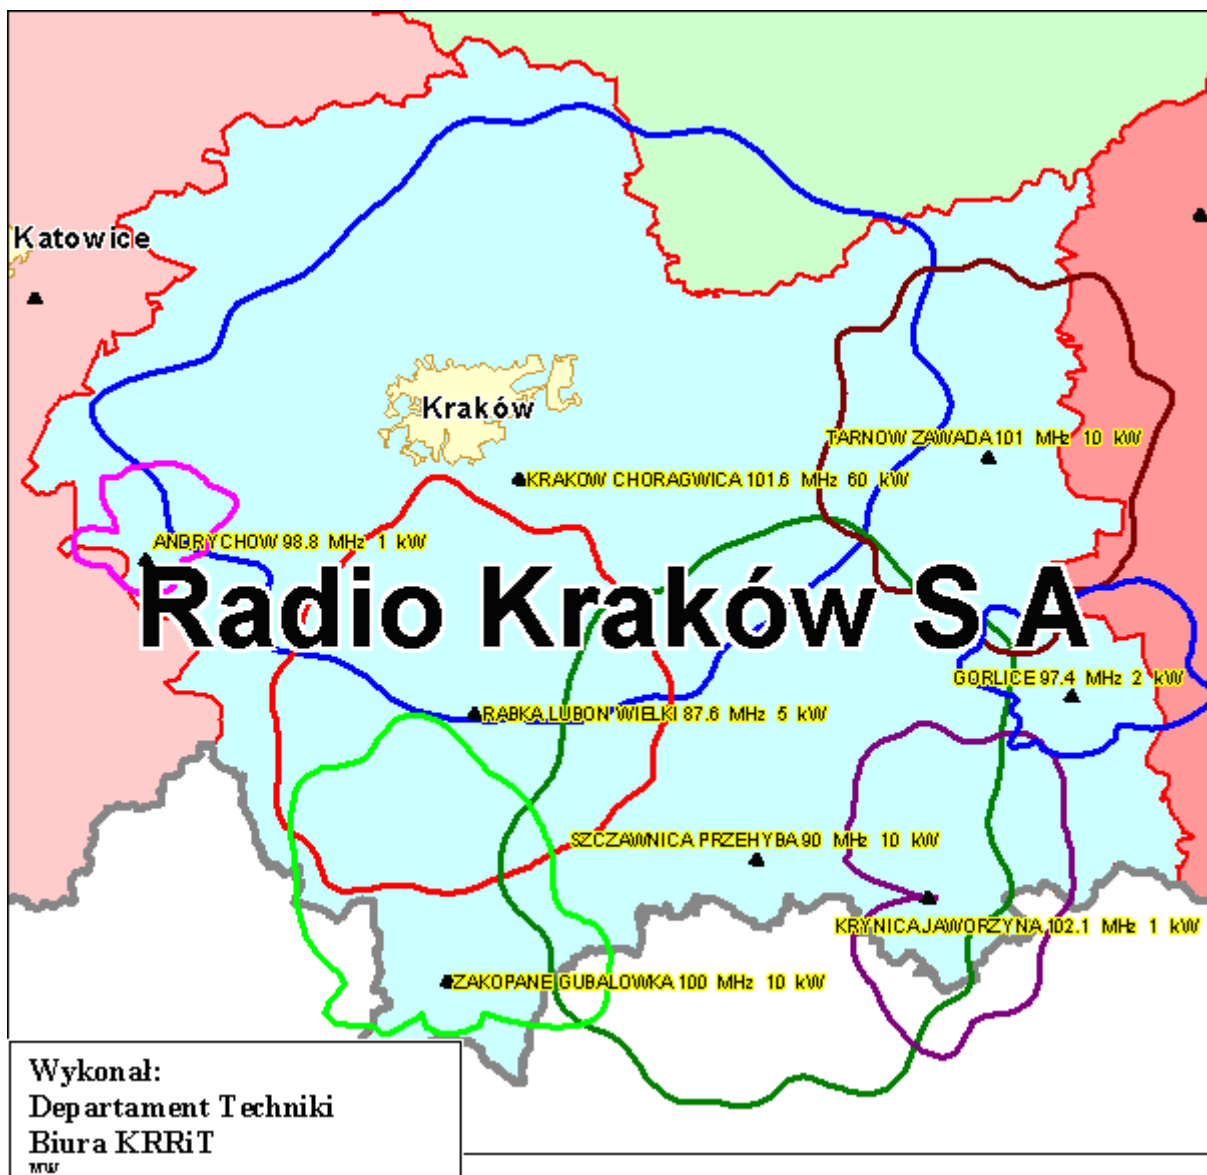 Katowice
Kraków
TARNOW ZAWADA 101 MHz 10 kW
KRAKOW CHORAGWICA 101.6 MHz 60 kW
ANDRYCHOW 98.8 MHz 1 kW
Radio Kraków S A
GORLICE 97.4 MHz 2 kW
RABKA LUBON WIELKI 87.6 MHz 5 kW
SZCZAWNICA PRZEHYBA 90 MHz 10 kW
KRYNICA JAWORZYNA 102.1 MHz 1 kW
ZAKOPANE GUBALOWKA 100 MHz 10 kW
Wykonał:
Departament Techniki
Biura KRRiT
MW